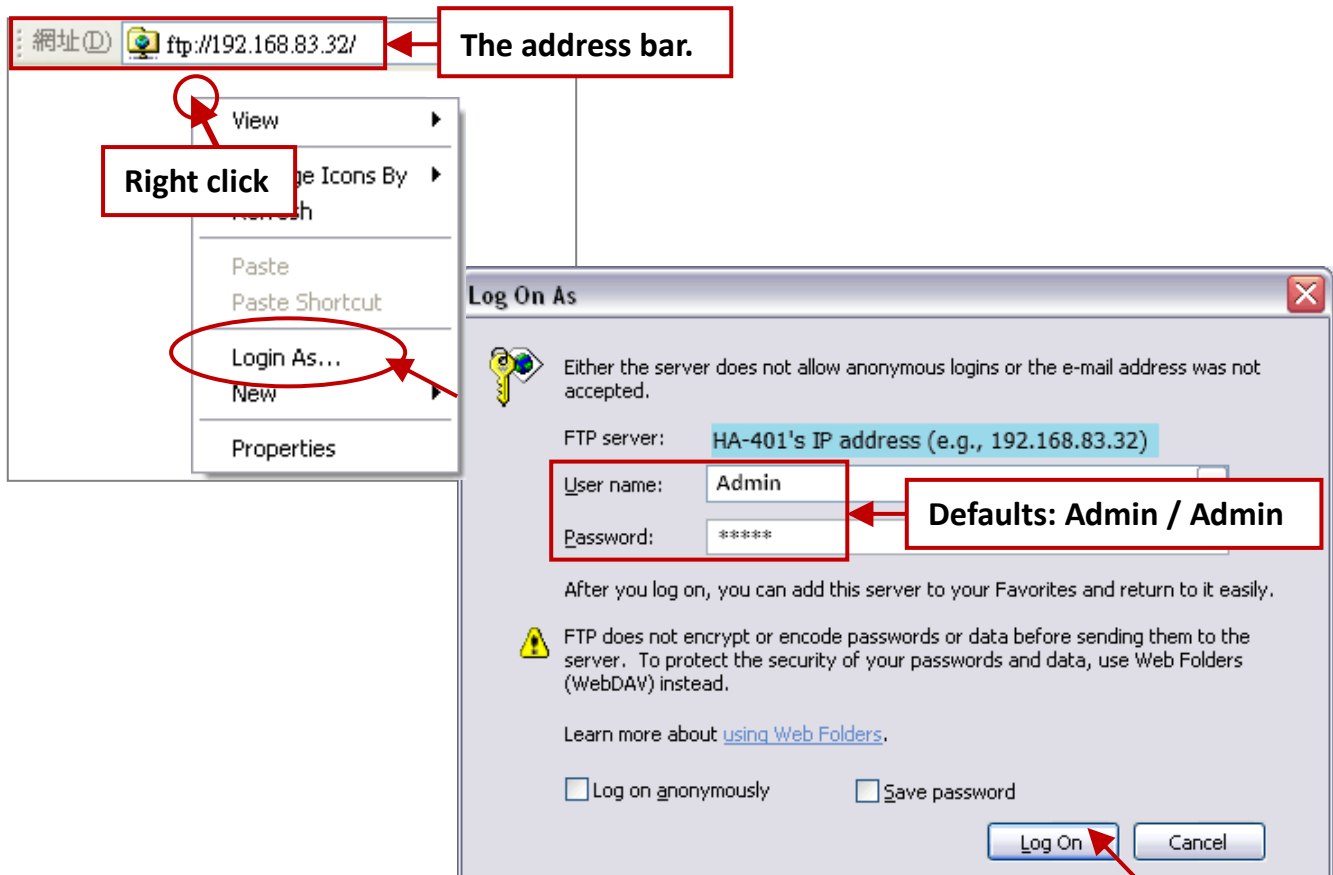 網址(D) ftp://192.168.83.32/
The address bar.
View
Right click
ge Icons By
Paste
Paste Shortcut
Login As...
New
Properties
Log On As
Either the server does not allow anonymous logins or the e-mail address was not
accepted.
FTP server: HA-401's IP address (e.g., 192.168.83.32)
User name: Admin
Defaults: Admin / Admin
Password: *****
After you log on, you can add this server to your Favorites and return to it easily.
FTP does not encrypt or encode passwords or data before sending them to the
server. To protect the security of your passwords and data, use Web Folders
(WebDAV) instead.
Learn more about using Web Folders.
Log on anonymously
Save password
Log On
Cancel